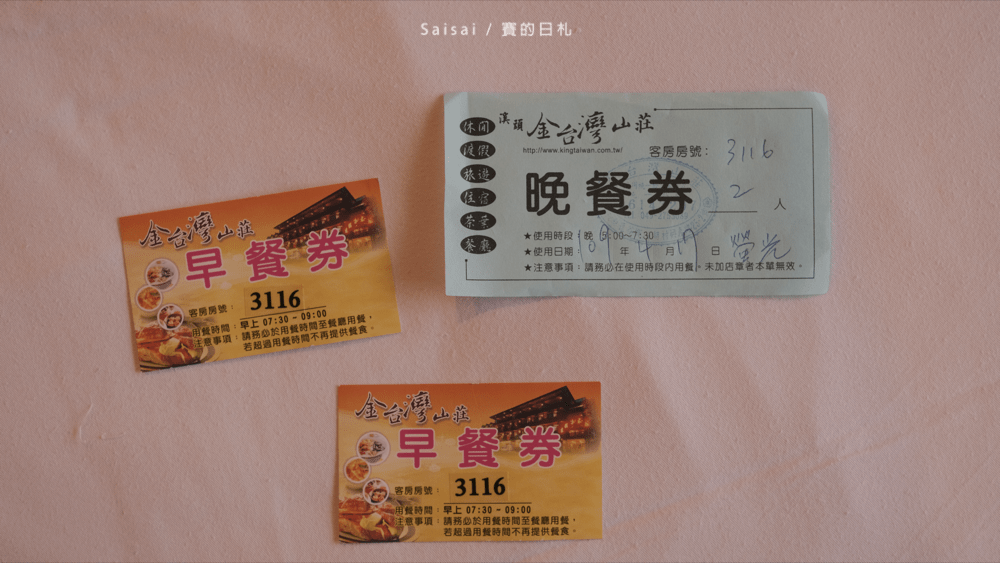 Saisai / 賽的日札
休閒
渡假
旅遊
住宿
茶葉
餐廳
溪頭 金台灣山莊
http://www.kingtaiwan.com.tw/
客房房號：3116
晚餐券 2 人
★使用時段：晚 5:00~7:30
★使用日期：109 年 4 月 17 日 螢光
★注意事項：請務必在使用時段内用餐。未加店章者本單無效。
金台灣山莊
早餐券
客房房號：3116
用餐時間：早上 07:30 - 09:00
注意事項：請務必於用餐時間至餐廳用餐，
若超過用餐時間不再提供餐食。
金台灣山莊
早餐券
客房房號：3116
用餐時間：早上 07:30 - 09:00
注意事項：請務必於用餐時間至餐廳用餐，
若超過用餐時間不再提供餐食。